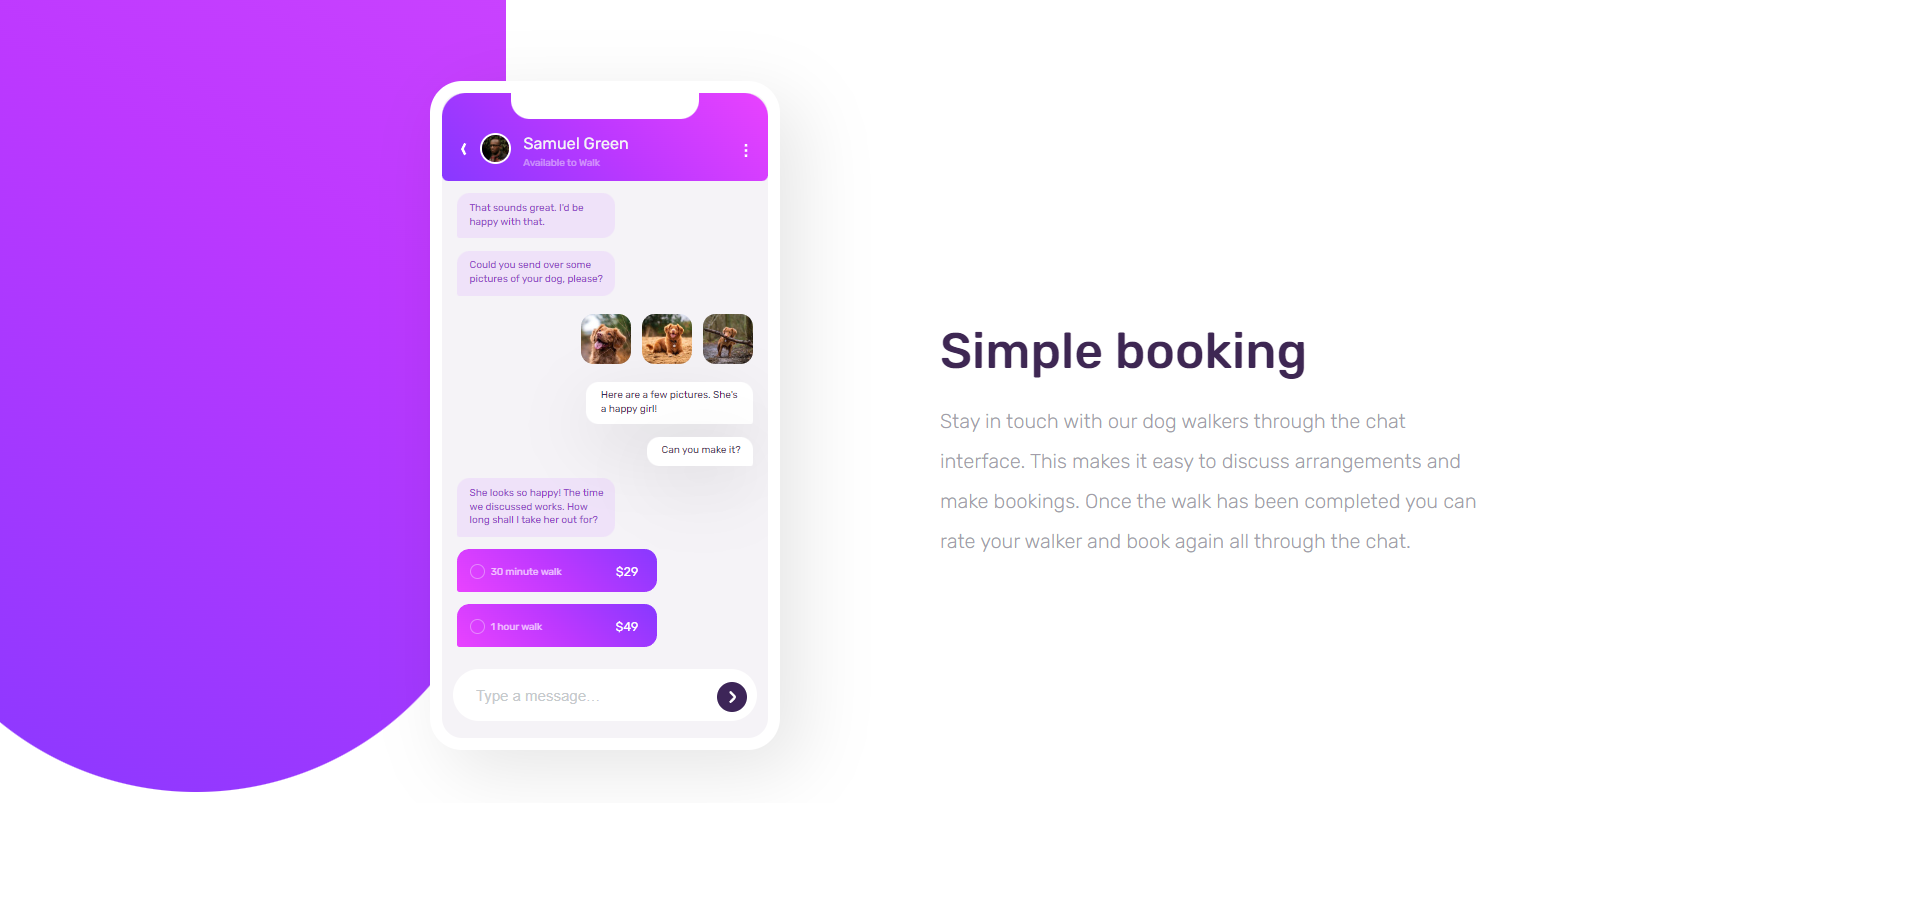 Samuel Green
Available to Walk
That sounds great. I'd be
happy with that.
Could you send over some
pictures of your dog, please?
Here are a few pictures. She's
a happy girl!
Can you make it?
She looks so happy! The time
we discussed works. How
long shall I take her out for?
30 minute walk $29
1 hour walk $49
Type a message...
Simple booking
Stay in touch with our dog walkers through the chat
interface. This makes it easy to discuss arrangements and
make bookings. Once the walk has been completed you can
rate your walker and book again all through the chat.